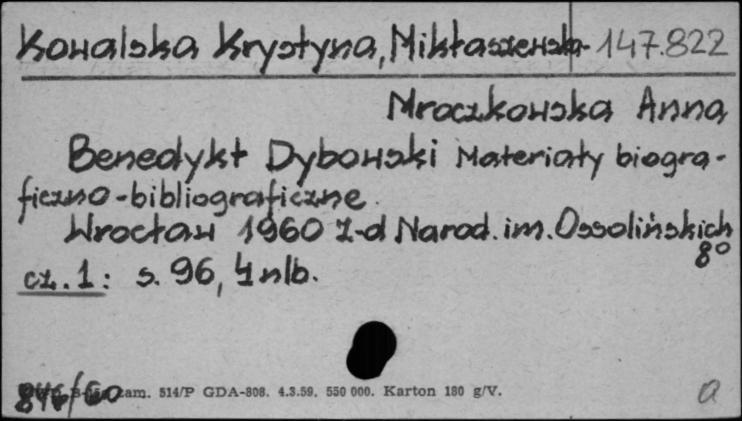 Kowalska Krystyna, Mikłaszewska- 147.822
Mroczkowska Anna
Benedykt Dybowski Materiały biogra-
ficzno-bibliograficzne.
Wrocław 1960 Z-d Narod. im. Ossolińskich
8°
cz. 1: s. 96, 4 nlb.
846/60 zam. 514/P GDA-808. 4.3.59. 550 000. Karton 180 g/V.
a